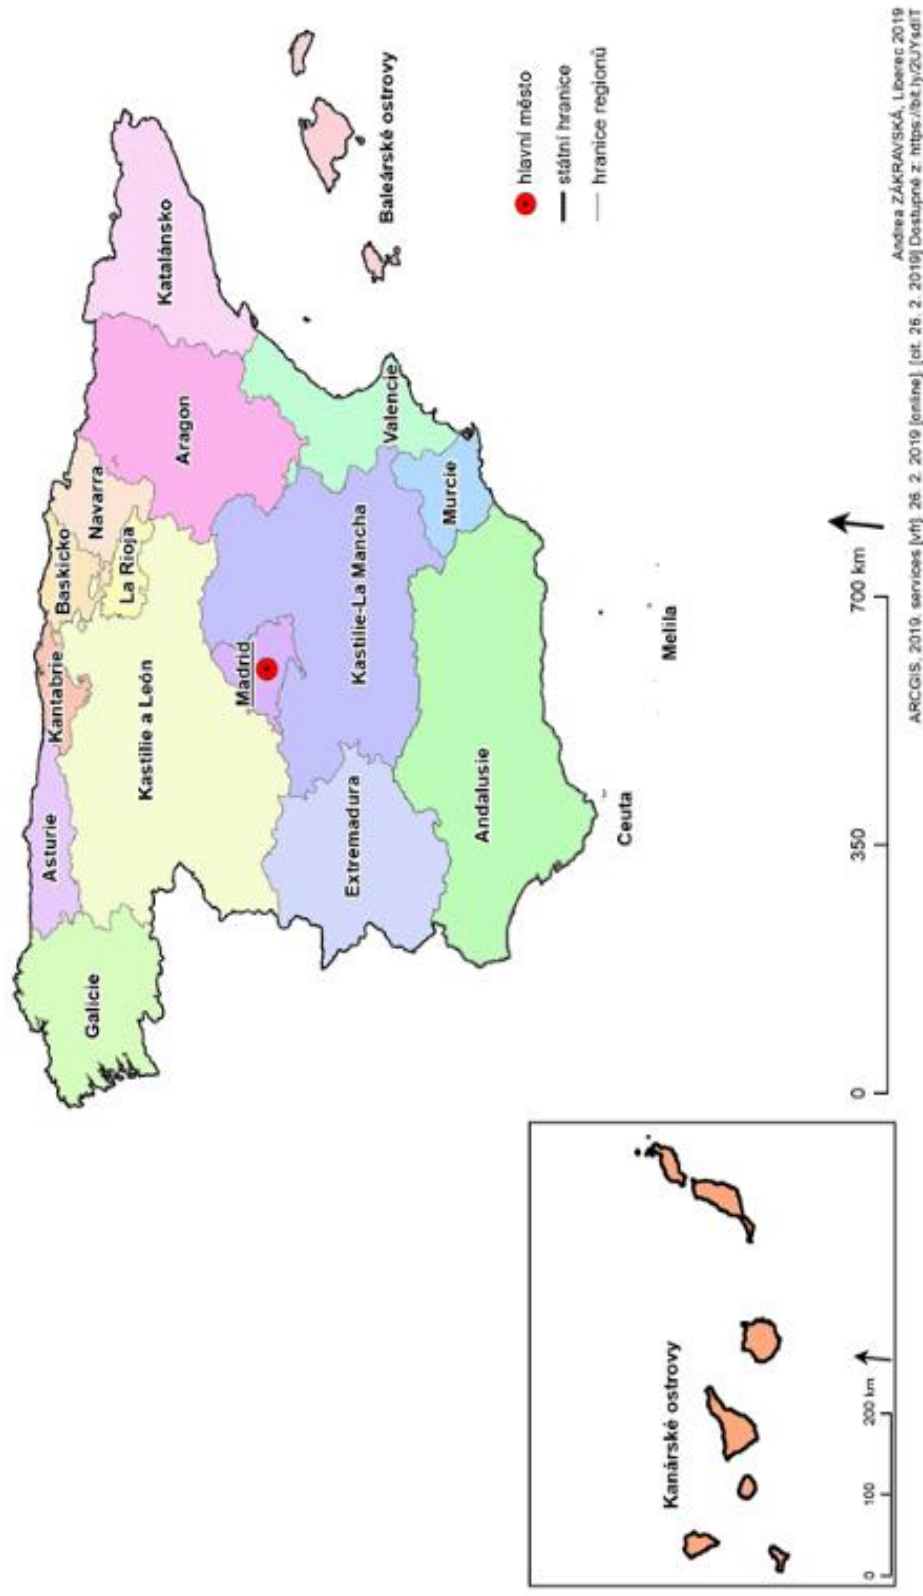 Galicie
Asturie
Kantabrie
Baskicko
Navarra
La Rioja
Kastilie a León
Aragon
Katalánsko
Madrid
Kastilie-La Mancha
Valencie
Extremadura
Murcie
Andalusie
Baleárské ostrovy
Ceuta
Melila
hlavní město
státní hranice
hranice regionů
0 350 700 km
Kanárské ostrovy
0 100 200 km
Andrea ZÁKRAVSKÁ, Liberec 2019
ARCGIS, 2019. services [vít]. 26. 2. 2019 [online]. [cit. 26. 2. 2019] Dostupné z: https://bit.ly/2UYsdIT